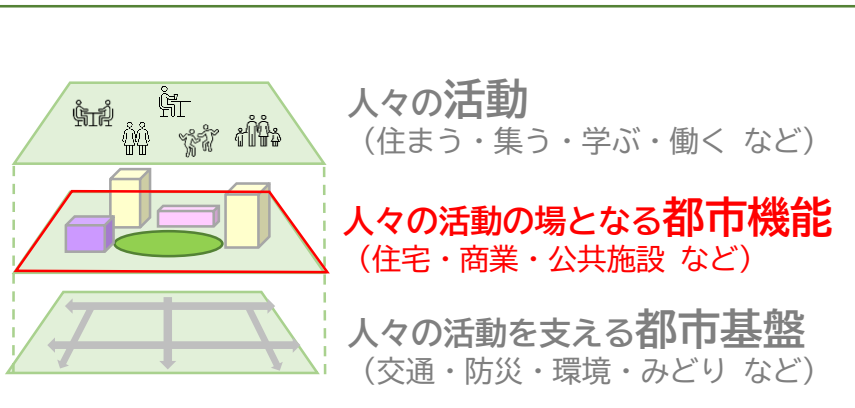 人々の活動
（住まう・集う・学ぶ・働く など）
人々の活動の場となる都市機能
（住宅・商業・公共施設 など）
人々の活動を支える都市基盤
（交通・防災・環境・みどり など）